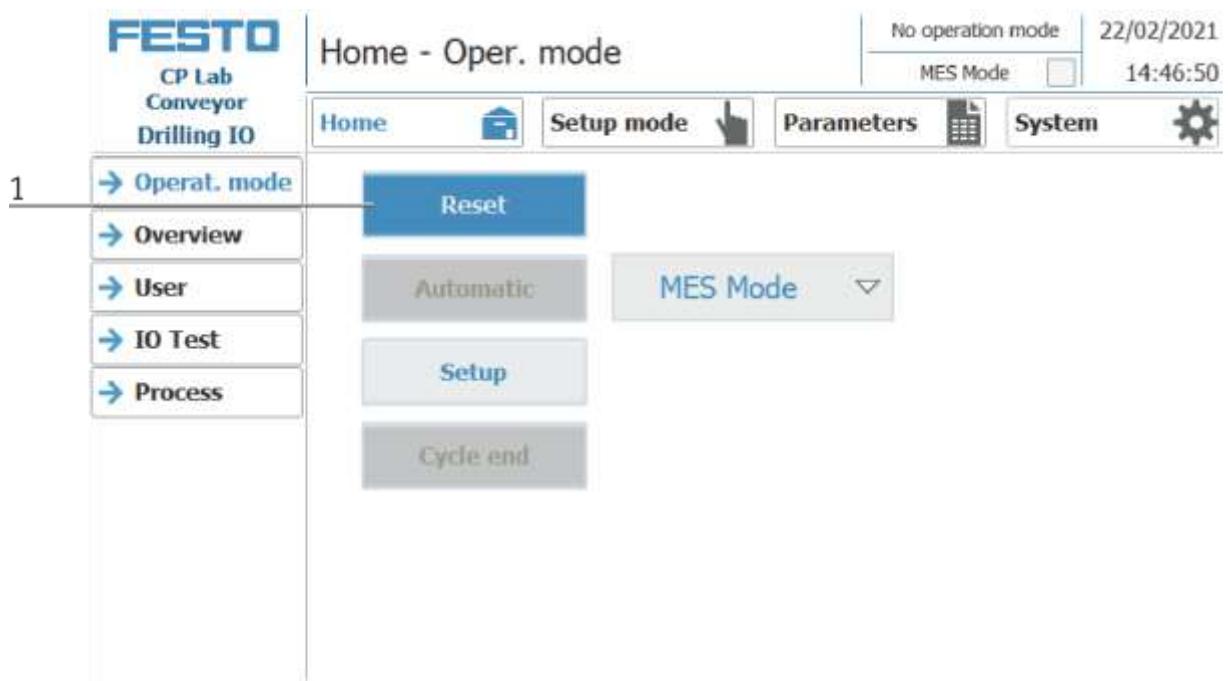 FESTO
CP Lab
Conveyor
Drilling IO
Home - Oper. mode
No operation mode
MES Mode
22/02/2021
14:46:50
Home
Setup mode
Parameters
System
1
Operat. mode
Overview
User
IO Test
Process
Reset
Automatic
MES Mode
Setup
Cycle end